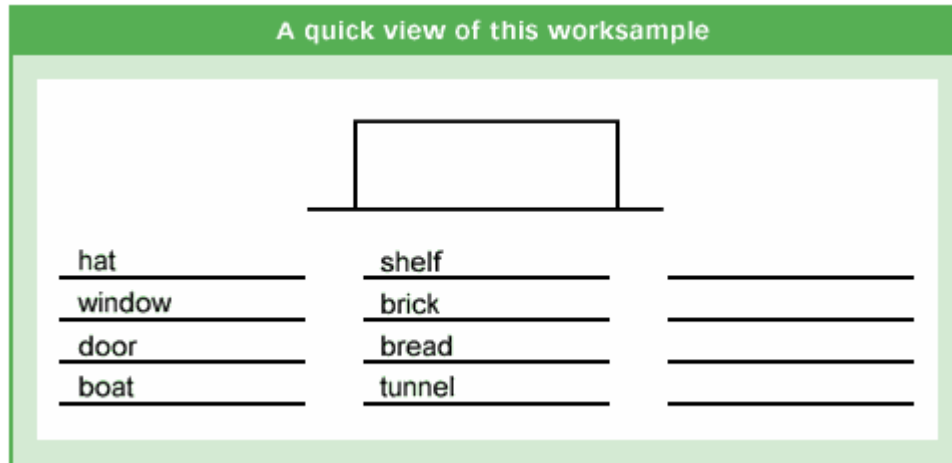 A quick view of this worksample
hat
window
door
boat
shelf
brick
bread
tunnel